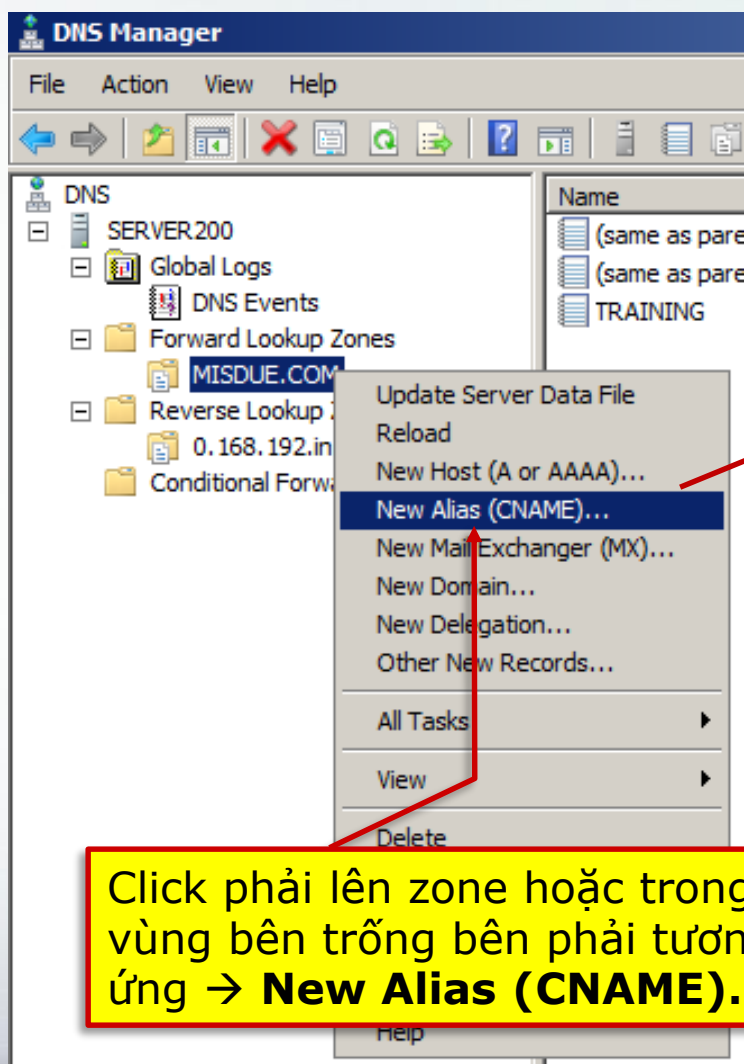 DNS Manager
File Action View Help
DNS
SERVER200
Global Logs
DNS Events
Forward Lookup Zones
MISDUE.COM
Reverse Lookup
0.168.192.in
Conditional Forwa
Name
(same as pare
(same as pare
TRAINING
Update Server Data File
Reload
New Host (A or AAAA)...
New Alias (CNAME)...
New Mail Exchanger (MX)...
New Domain...
New Delegation...
Other New Records...
All Tasks
View
Delete
Click phải lên zone hoặc trong
vùng bên trống bên phải tươn
ứng → New Alias (CNAME).
Help